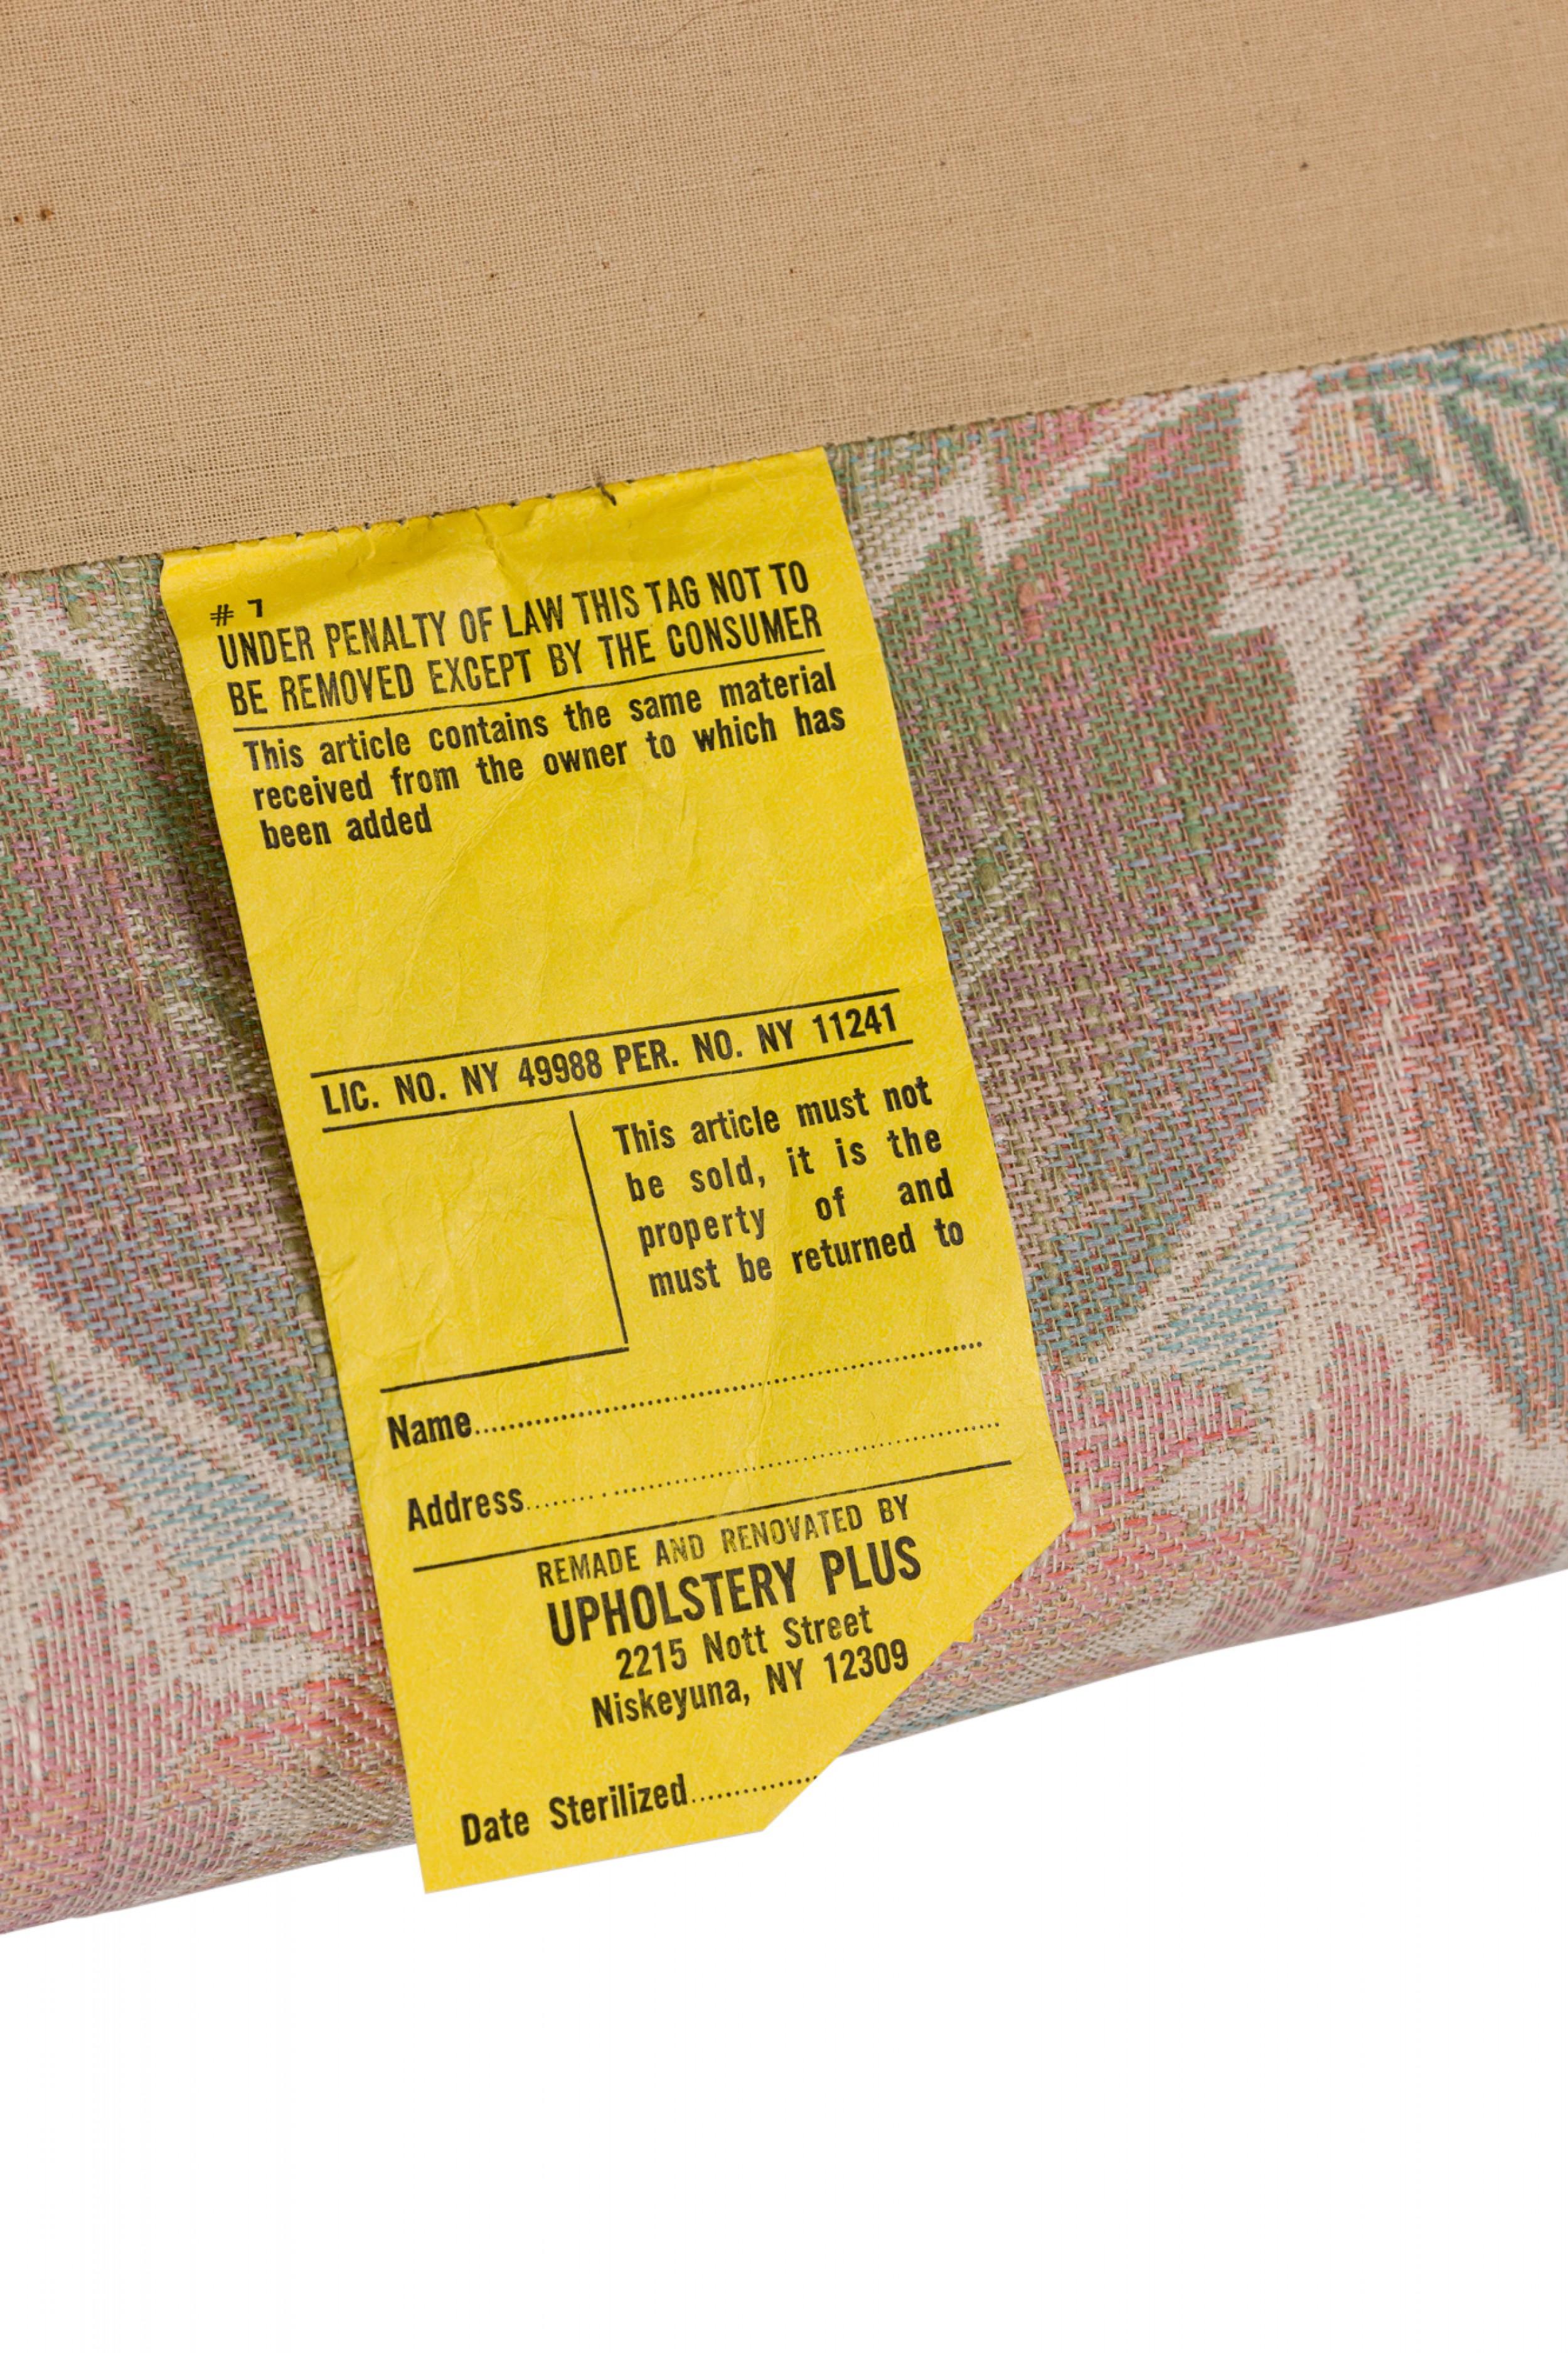 # 7
UNDER PENALTY OF LAW THIS TAG NOT TO
BE REMOVED EXCEPT BY THE CONSUMER
This article contains the same material
received from the owner to which has
been added
LIC. NO. NY 49988 PER. NO. NY 11241
This article must not
be sold, it is the
property of and
must be returned to
Name
Address
REMADE AND RENOVATED BY
UPHOLSTERY PLUS
2215 Nott Street
Niskeyuna, NY 12309
Date Sterilized